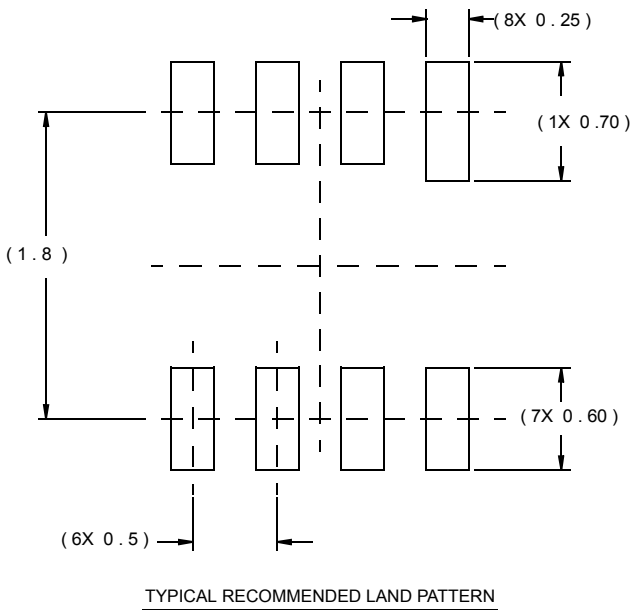 (8X 0.25)
(1X 0.70)
(1.8)
(7X 0.60)
(6X 0.5)
TYPICAL RECOMMENDED LAND PATTERN